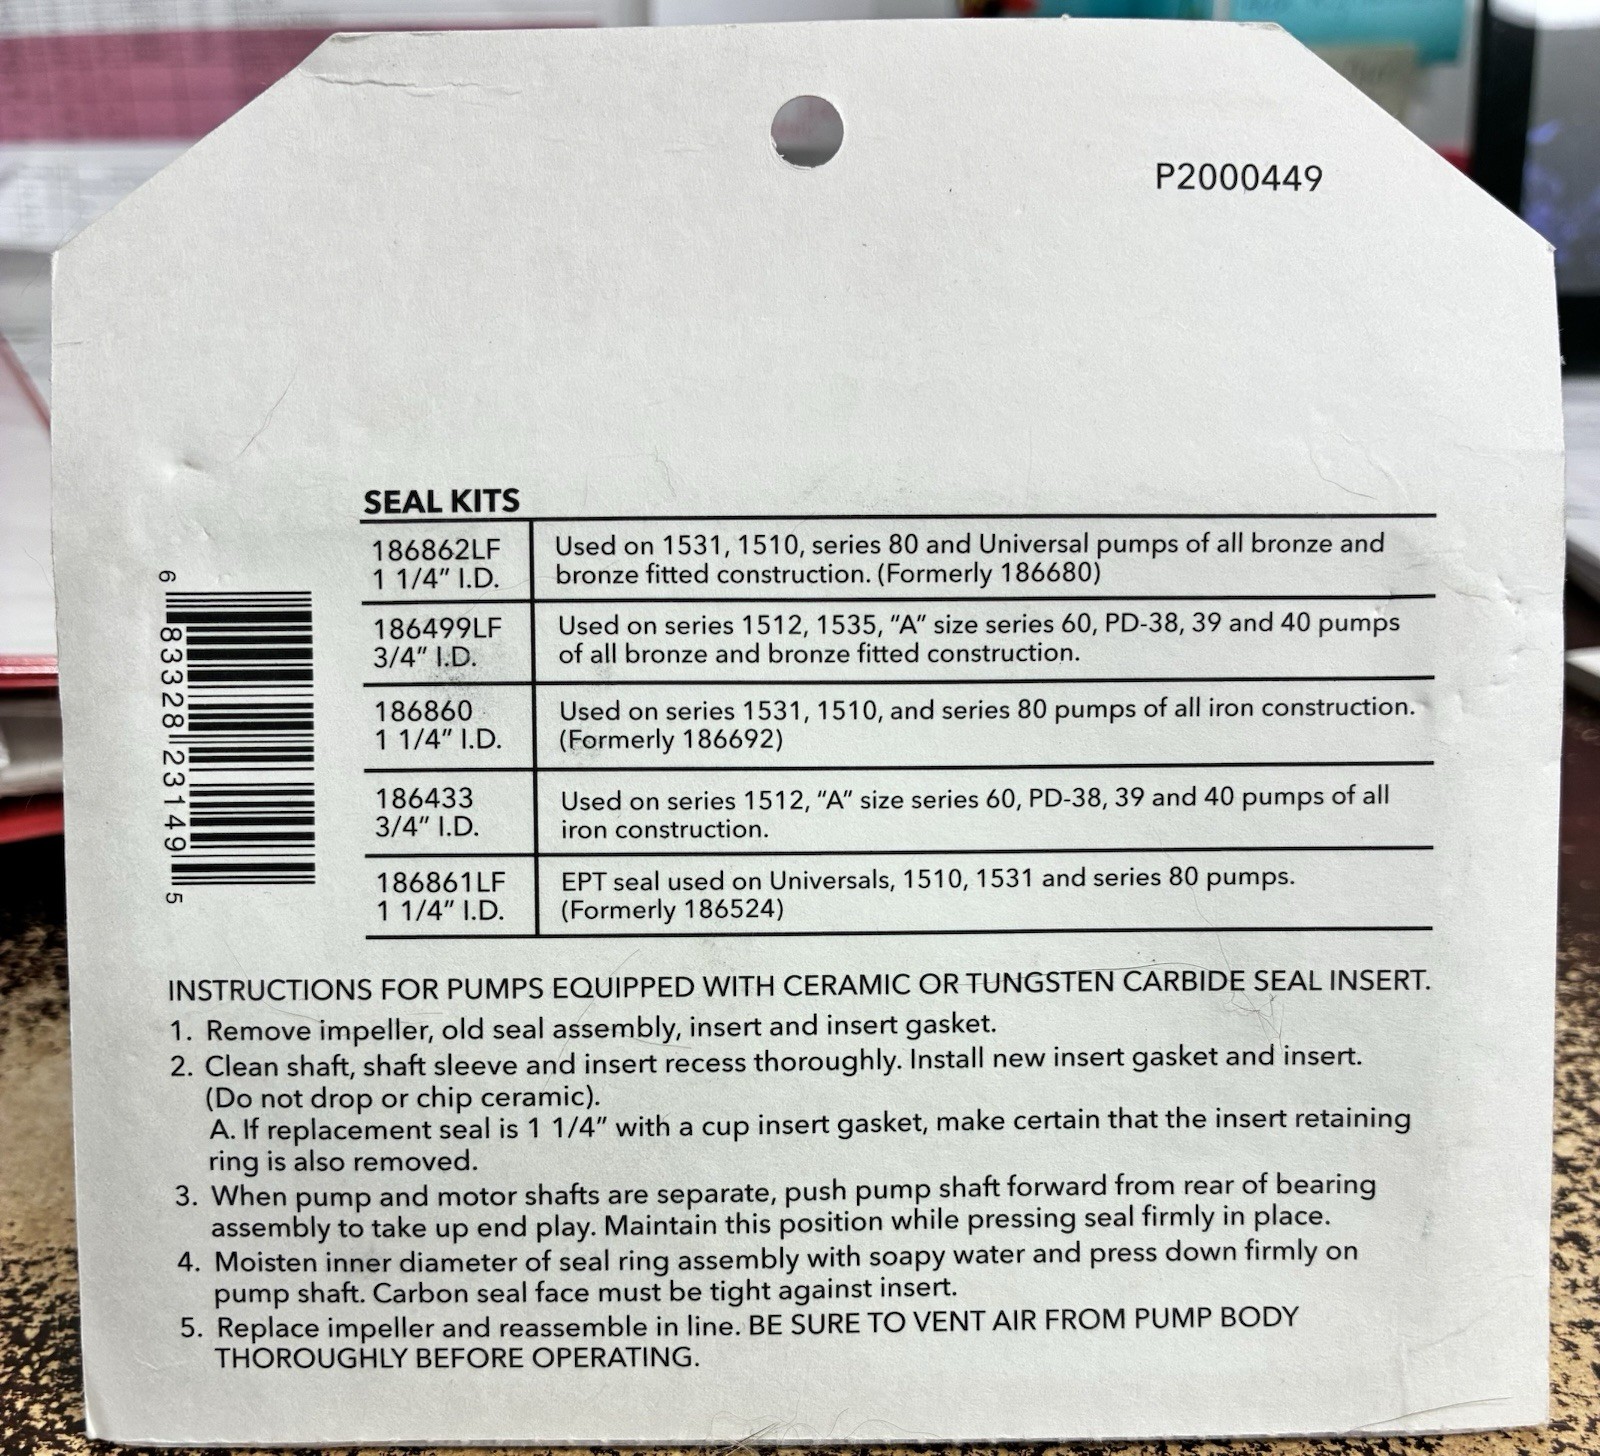 P2000449
SEAL KITS
186862LF
1 1/4” I.D.
Used on 1531, 1510, series 80 and Universal pumps of all bronze and
bronze fitted construction. (Formerly 186680)
186499LF
3/4” I.D.
Used on series 1512, 1535, “A” size series 60, PD-38, 39 and 40 pumps
of all bronze and bronze fitted construction.
186860
1 1/4” I.D.
Used on series 1531, 1510, and series 80 pumps of all iron construction.
(Formerly 186692)
186433
3/4” I.D.
Used on series 1512, “A” size series 60, PD-38, 39 and 40 pumps of all
iron construction.
186861LF
1 1/4” I.D.
EPT seal used on Universals, 1510, 1531 and series 80 pumps.
(Formerly 186524)
6 83328 23149 5
INSTRUCTIONS FOR PUMPS EQUIPPED WITH CERAMIC OR TUNGSTEN CARBIDE SEAL INSERT.
1. Remove impeller, old seal assembly, insert and insert gasket.
2. Clean shaft, shaft sleeve and insert recess thoroughly. Install new insert gasket and insert.
(Do not drop or chip ceramic).
A. If replacement seal is 1 1/4” with a cup insert gasket, make certain that the insert retaining
ring is also removed.
3. When pump and motor shafts are separate, push pump shaft forward from rear of bearing
assembly to take up end play. Maintain this position while pressing seal firmly in place.
4. Moisten inner diameter of seal ring assembly with soapy water and press down firmly on
pump shaft. Carbon seal face must be tight against insert.
5. Replace impeller and reassemble in line. BE SURE TO VENT AIR FROM PUMP BODY
THOROUGHLY BEFORE OPERATING.